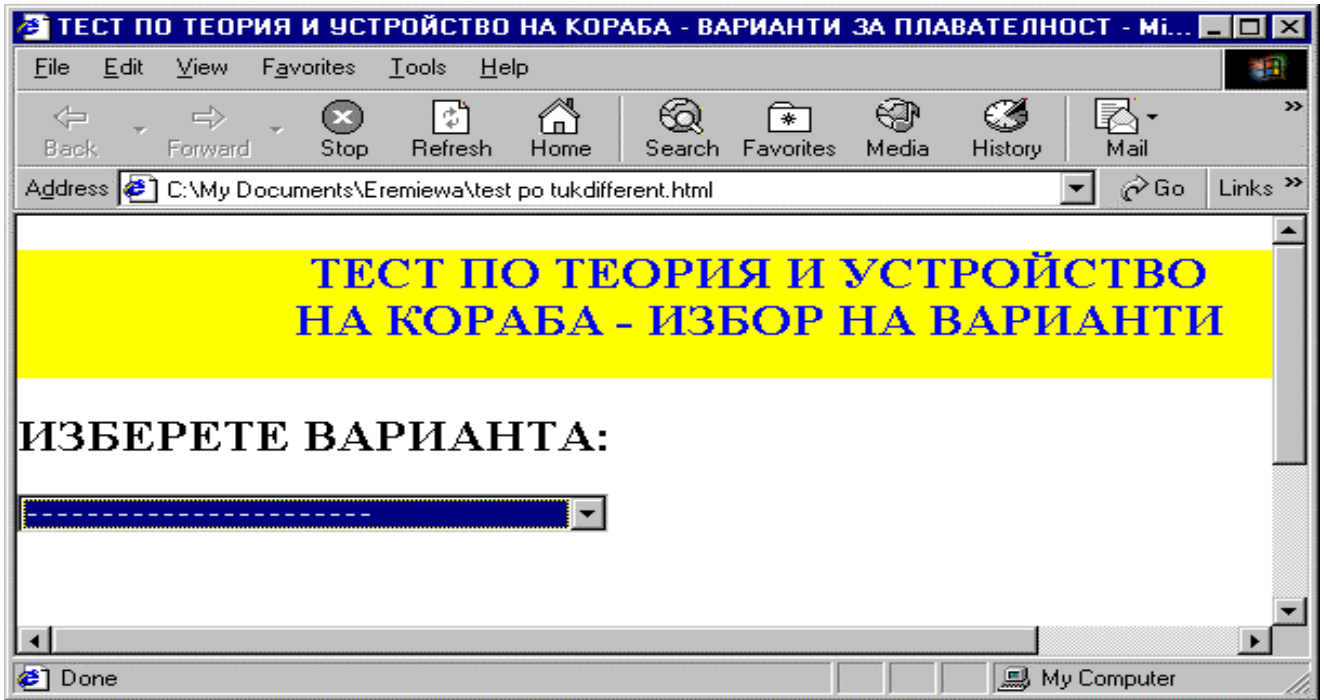 ТЕСТ ПО ТЕОРИЯ И УСТРОЙСТВО НА КОРАБА - ВАРИАНТИ ЗА ПЛАВАТЕЛНОСТ - Mi...
File Edit View Favorites Tools Help
Back Forward Stop Refresh Home Search Favorites Media History Mail »
Address C:\My Documents\Eremiewa\test po tukdifferent.html Go Links »
ТЕСТ ПО ТЕОРИЯ И УСТРОЙСТВО
НА КОРАБА - ИЗБОР НА ВАРИАНТИ
ИЗБЕРЕТЕ ВАРИАНТА:
-----------------------
Done My Computer